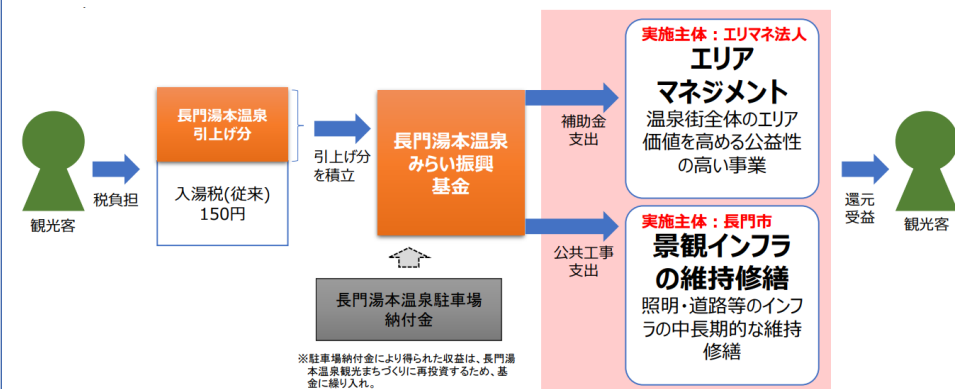 観光客
税負担
長門湯本温泉
引上げ分
入湯税(従来)
150円
引上げ分
を積立
長門湯本温泉
みらい振興
基金
長門湯本温泉駐車場
納付金
※駐車場納付金により得られた収益は、長門湯
本温泉観光まちづくりに再投資するため、基
金に繰り入れ。
補助金
支出
公共工事
支出
実施主体：エリマネ法人
エリア
マネジメント
温泉街全体のエリア
価値を高める公益性
の高い事業
実施主体：長門市
景観インフラ
の維持修繕
照明・道路等のインフ
ラの中長期的な維持
修繕
還元
受益
観光客